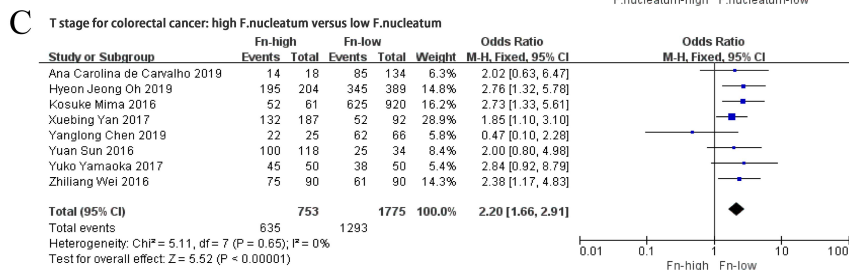 F.nucleatum-high F.nucleatum-low
C T stage for colorectal cancer: high F.nucleatum versus low F.nucleatum
Fn-high Fn-low Odds Ratio Odds Ratio
Study or Subgroup Events Total Events Total Weight M-H, Fixed, 95% CI M-H, Fixed, 95% CI
Ana Carolina de Carvalho 2019 14 18 85 134 6.3% 2.02 [0.63, 6.47]
Hyeon Jeong Oh 2019 195 204 345 389 15.1% 2.76 [1.32, 5.78]
Kosuke Mima 2016 52 61 625 920 16.2% 2.73 [1.33, 5.61]
Xuebing Yan 2017 132 187 52 92 28.9% 1.85 [1.10, 3.10]
Yanglong Chen 2019 22 25 62 66 5.2% 0.47 [0.10, 2.28]
Yuan Sun 2016 100 118 25 34 8.5% 2.00 [0.80, 4.98]
Yuko Yamaoka 2017 45 50 38 50 5.4% 2.84 [0.92, 8.79]
Zhiliang Wei 2016 75 90 61 90 14.3% 2.38 [1.17, 4.83]
Total (95% CI) 753 1775 100.0% 2.20 [1.66, 2.91]
Total events 635 1293
Heterogeneity: Chi² = 5.11, df = 7 (P = 0.65); I² = 0%
Test for overall effect: Z = 5.52 (P < 0.00001)
0.01 0.1 1 10 100
Fn-high Fn-low